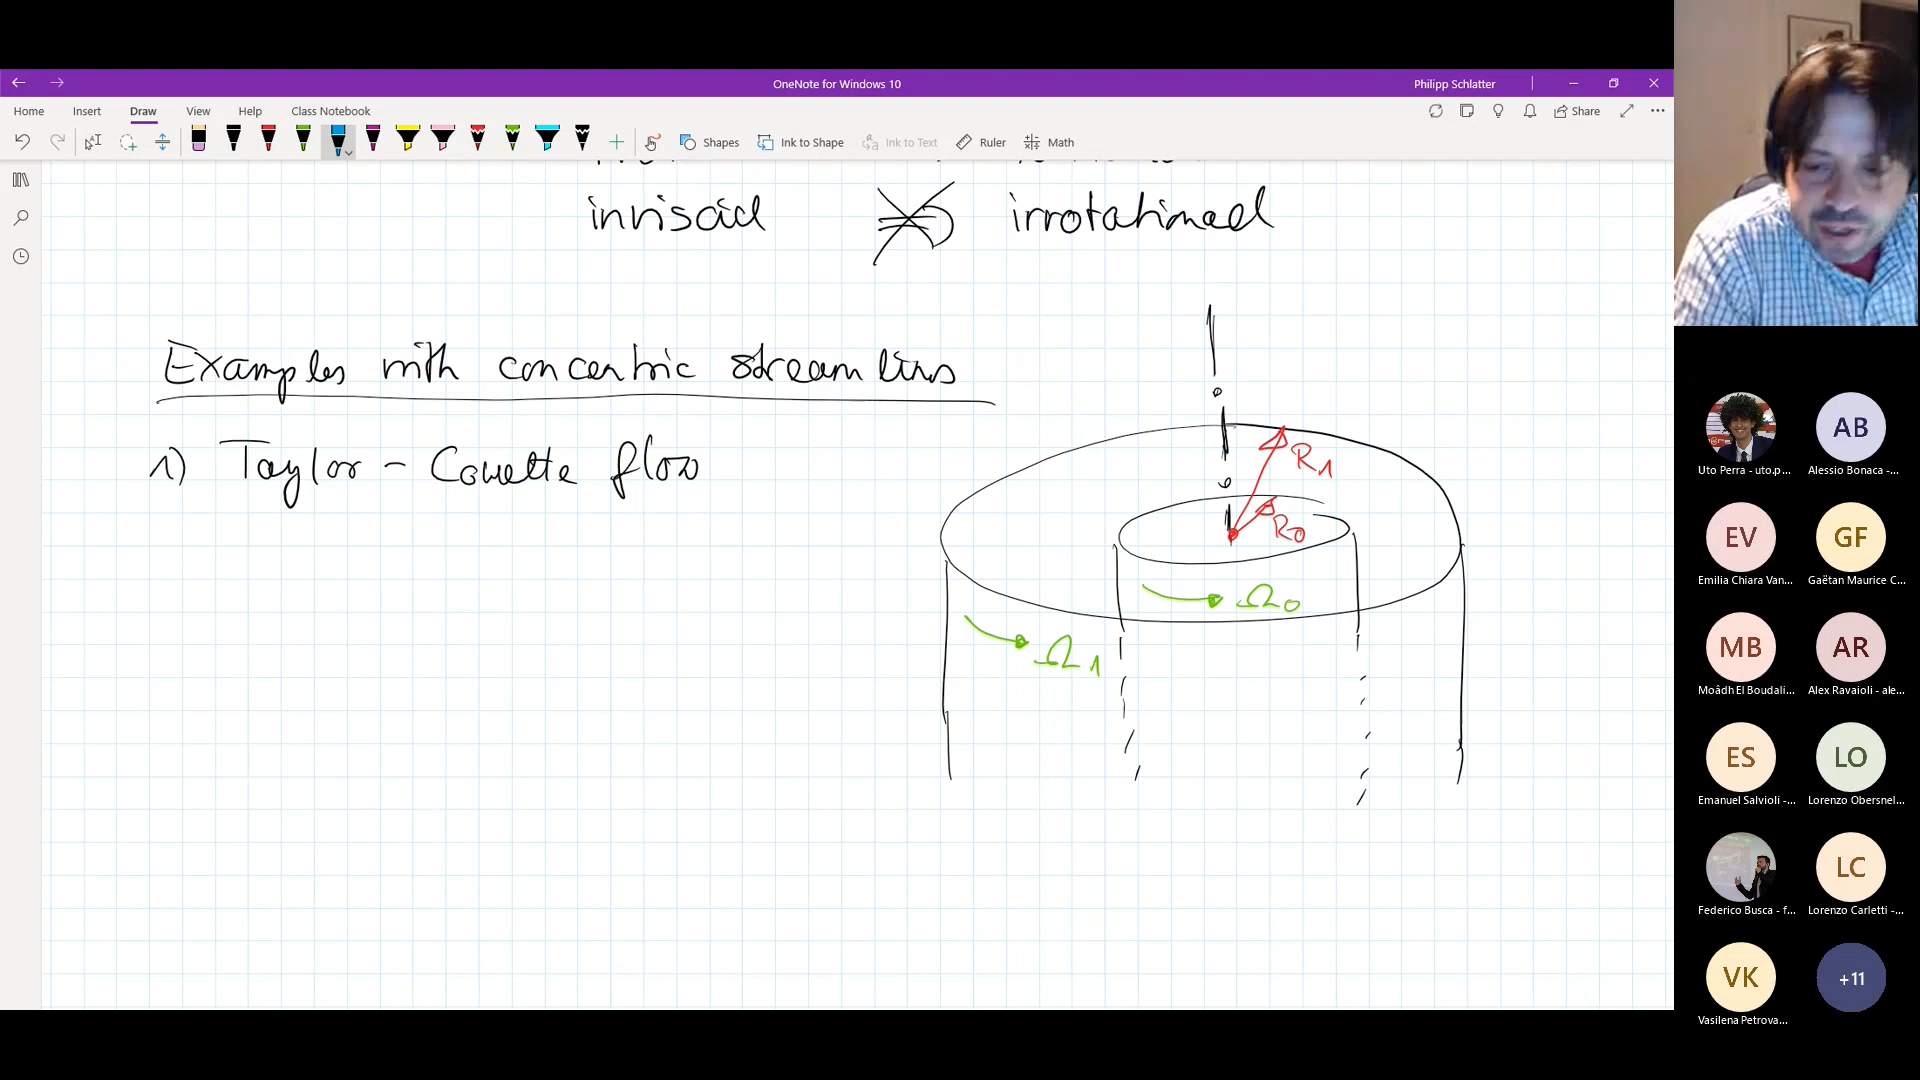 OneNote for Windows 10
Philipp Schlatter
Home Insert Draw View Help Class Notebook
Share
Shapes Ink to Shape Ink to Text Ruler Math
inviscid irrotational
Examples with concentric streamlines
1) Taylor - Couette flow
R1
R0
Ω0
Ω1
Uto Perra - uto.p...
AB
Alessio Bonaca -...
EV
Emilia Chiara Van...
GF
Gaëtan Maurice C...
MB
Moâdh El Boudali...
AR
Alex Ravaioli - ale...
ES
Emanuel Salvioli -...
LO
Lorenzo Obersnel...
Federico Busca - f...
LC
Lorenzo Carletti -...
VK
Vasilena Petrova...
+11